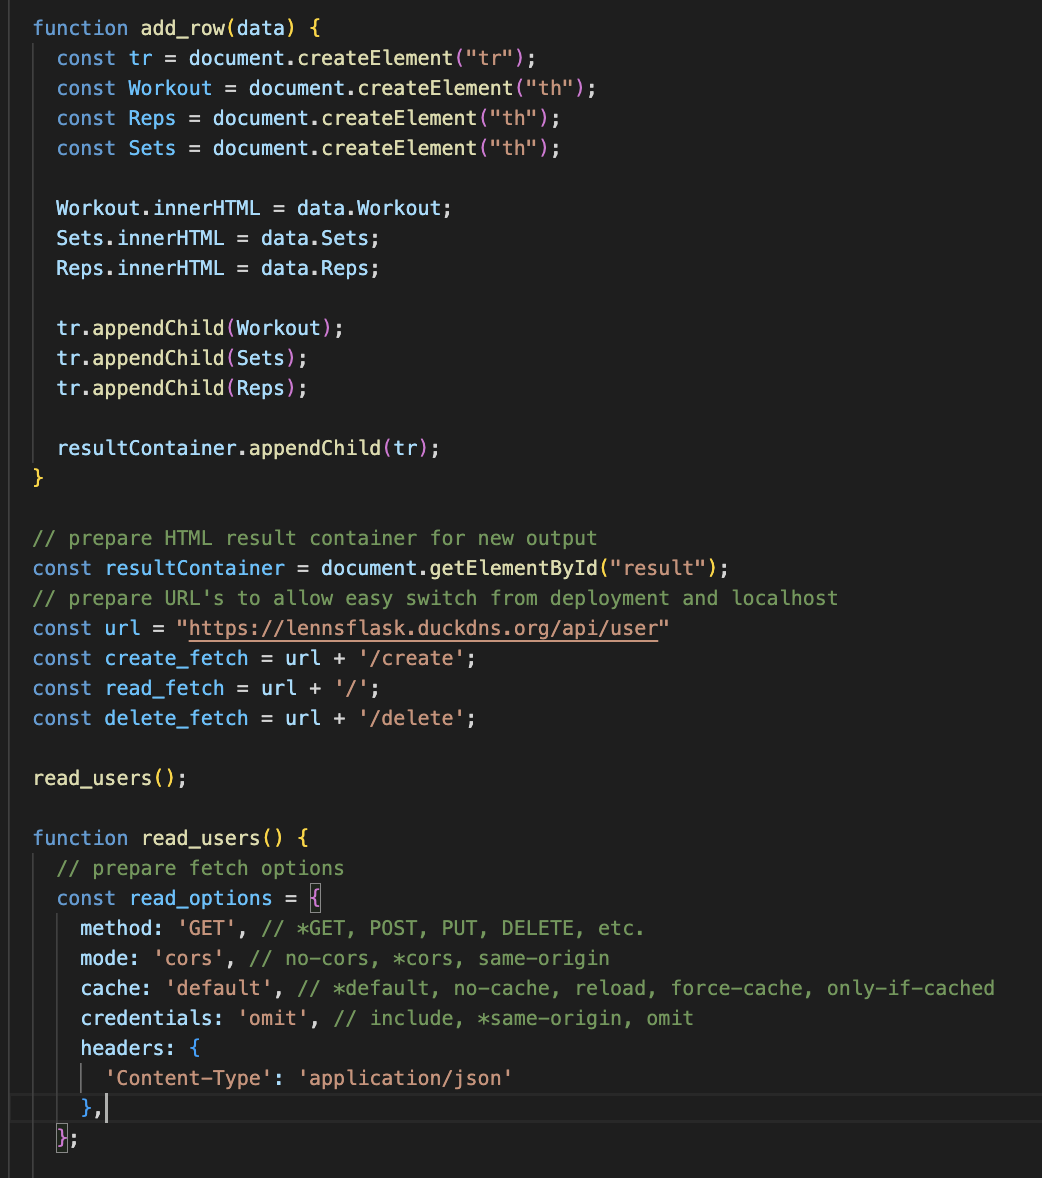 function add_row(data) {
const tr = document.createElement("tr");
const Workout = document.createElement("th");
const Reps = document.createElement("th");
const Sets = document.createElement("th");
Workout.innerHTML = data.Workout;
Sets.innerHTML = data.Sets;
Reps.innerHTML = data.Reps;
tr.appendChild(Workout);
tr.appendChild(Sets);
tr.appendChild(Reps);
resultContainer.appendChild(tr);
}
// prepare HTML result container for new output
const resultContainer = document.getElementById("result");
// prepare URL's to allow easy switch from deployment and localhost
const url = "https://lennsflask.duckdns.org/api/user"
const create_fetch = url + '/create';
const read_fetch = url + '/';
const delete_fetch = url + '/delete';
read_users();
function read_users() {
// prepare fetch options
const read_options = {
method: 'GET', // *GET, POST, PUT, DELETE, etc.
mode: 'cors', // no-cors, *cors, same-origin
cache: 'default', // *default, no-cache, reload, force-cache, only-if-cached
credentials: 'omit', // include, *same-origin, omit
headers: {
'Content-Type': 'application/json'
},
};